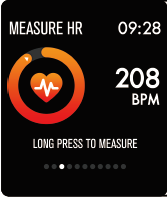 MEASURE HR 09:28
208
BPM
LONG PRESS TO MEASURE